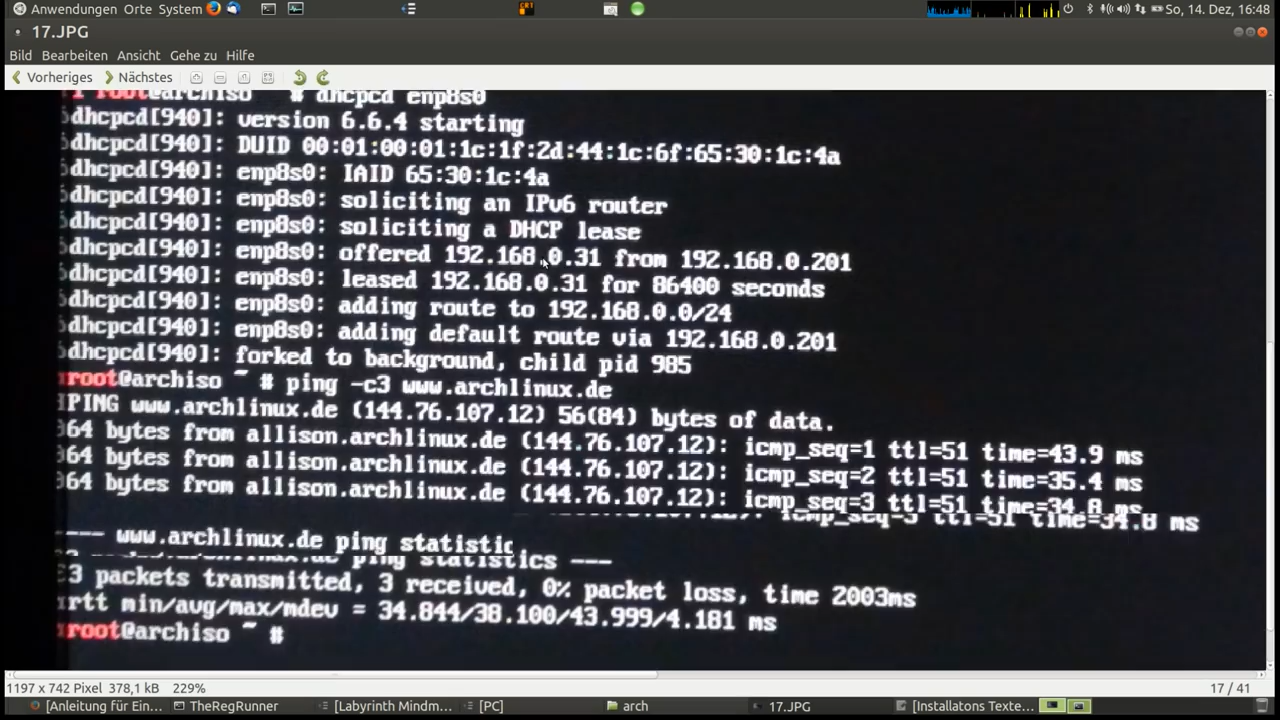 Anwendungen Orte System
So, 14. Dez, 16:48
17.JPG
Bild Bearbeiten Ansicht Gehe zu Hilfe
Vorheriges Nächstes
root@archiso # dhcpcd enp8s0
dhcpcd[940]: version 6.6.4 starting
dhcpcd[940]: DUID 00:01:00:01:1c:1f:2d:44:1c:6f:65:30:1c:4a
dhcpcd[940]: enp8s0: IAID 65:30:1c:4a
dhcpcd[940]: enp8s0: soliciting an IPv6 router
dhcpcd[940]: enp8s0: soliciting a DHCP lease
dhcpcd[940]: enp8s0: offered 192.168.0.31 from 192.168.0.201
dhcpcd[940]: enp8s0: leased 192.168.0.31 for 86400 seconds
dhcpcd[940]: enp8s0: adding route to 192.168.0.0/24
dhcpcd[940]: enp8s0: adding default route via 192.168.0.201
dhcpcd[940]: forked to background, child pid 985
root@archiso ~ # ping -c3 www.archlinux.de
PING www.archlinux.de (144.76.107.12) 56(84) bytes of data.
64 bytes from allison.archlinux.de (144.76.107.12): icmp_seq=1 ttl=51 time=43.9 ms
64 bytes from allison.archlinux.de (144.76.107.12): icmp_seq=2 ttl=51 time=35.4 ms
64 bytes from allison.archlinux.de (144.76.107.12): icmp_seq=3 ttl=51 time=34.8 ms
--- www.archlinux.de ping statistics ---
3 packets transmitted, 3 received, 0% packet loss, time 2003ms
rtt min/avg/max/mdev = 34.844/38.100/43.999/4.181 ms
root@archiso ~ #
1197 x 742 Pixel 378,1 kB 229% 17 / 41
[Anleitung für Ein... TheRegRunner [Labyrinth Mindm... [PC] arch 17.JPG [Installatons Texte...